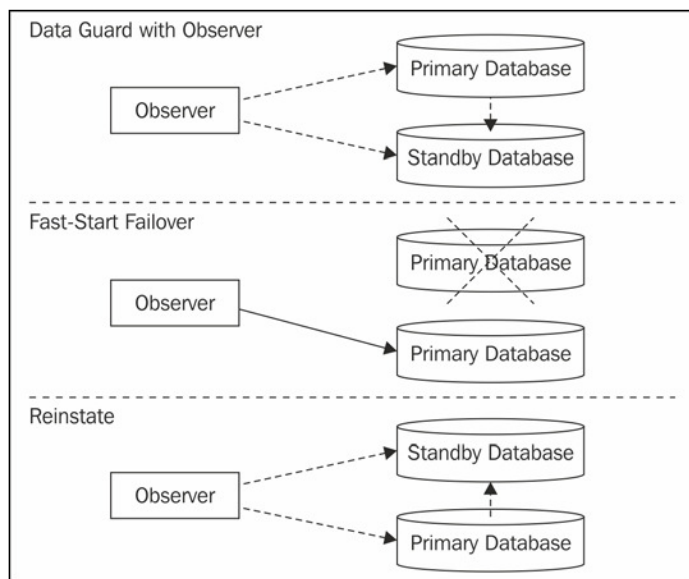 Data Guard with Observer
Primary Database
Observer
Standby Database
Fast-Start Failover
Primary Database
Observer
Primary Database
Reinstate
Standby Database
Observer
Primary Database